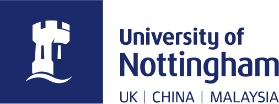 University of
Nottingham
UK | CHINA | MALAYSIA